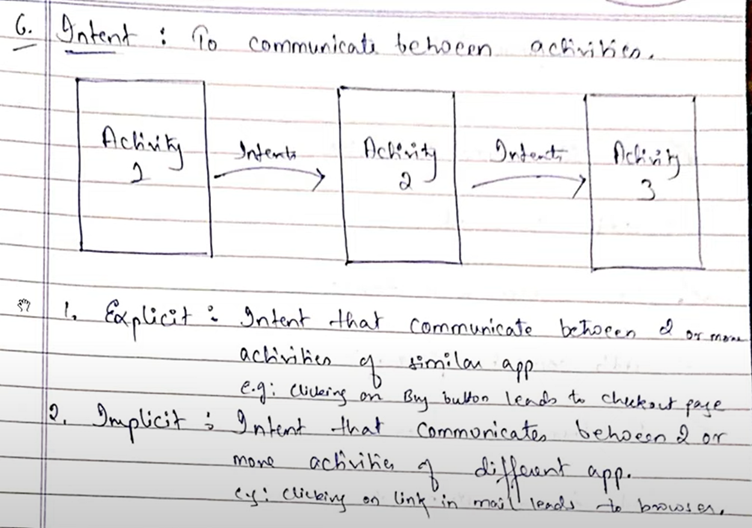 6. Intent : To communicate between activities.
Activity 1
Intents
Activity 2
Intents
Activity 3
1. Explicit : Intent that communicate between 2 or more
activities of similar app
e.g: clicking on Buy button leads to checkout page
2. Implicit : Intent that communicates between 2 or
more activities of different app.
e.g: clicking on link in mail leads to browser.